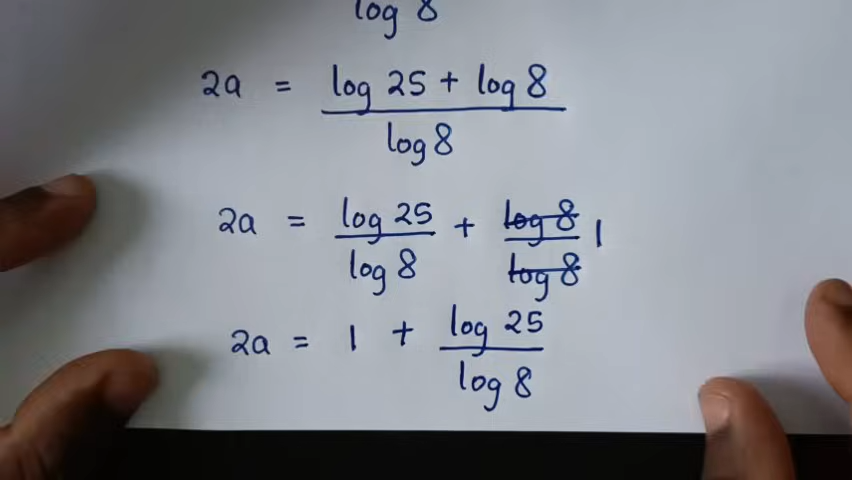 log 8
2a = log 25 + log 8
log 8
2a = log 25 + log 8 1
log 8 log 8
2a = 1 + log 25
log 8